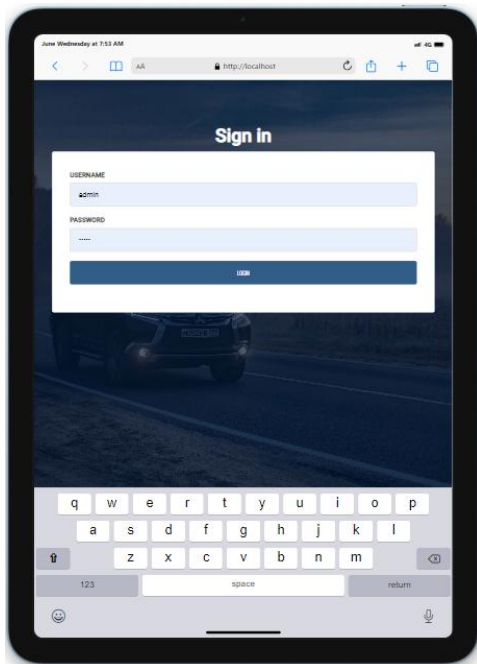 June Wednesday at 7:53 AM 4G
AA http://localhost
Sign in
USERNAME
admin
PASSWORD
•••••
LOGIN
q w e r t y u i o p
a s d f g h j k l
z x c v b n m
123 space return